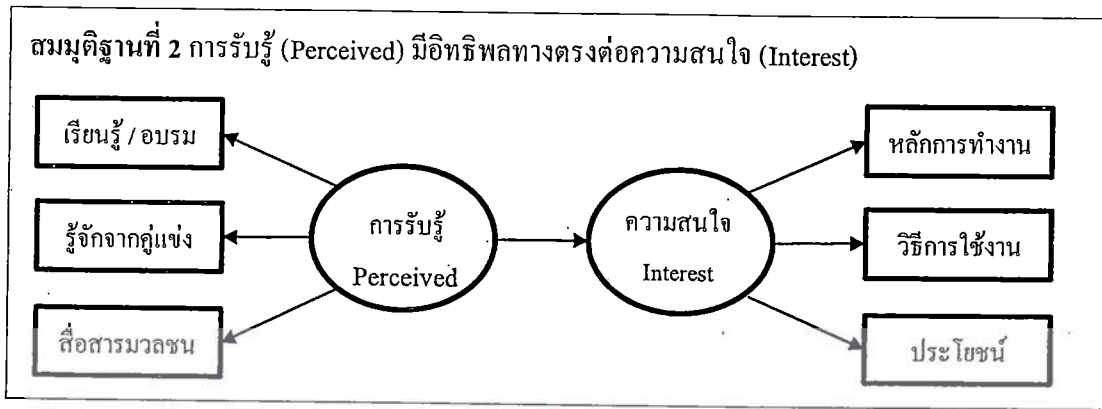 สมมุติฐานที่ 2 การรับรู้ (Perceived) มีอิทธิพลทางตรงต่อความสนใจ (Interest)
เรียนรู้ / อบรม
หลักการทำงาน
รู้จักจากคู่แข่ง
การรับรู้
Perceived
ความสนใจ
Interest
วิธีการใช้งาน
สื่อสารมวลชน
ประโยชน์